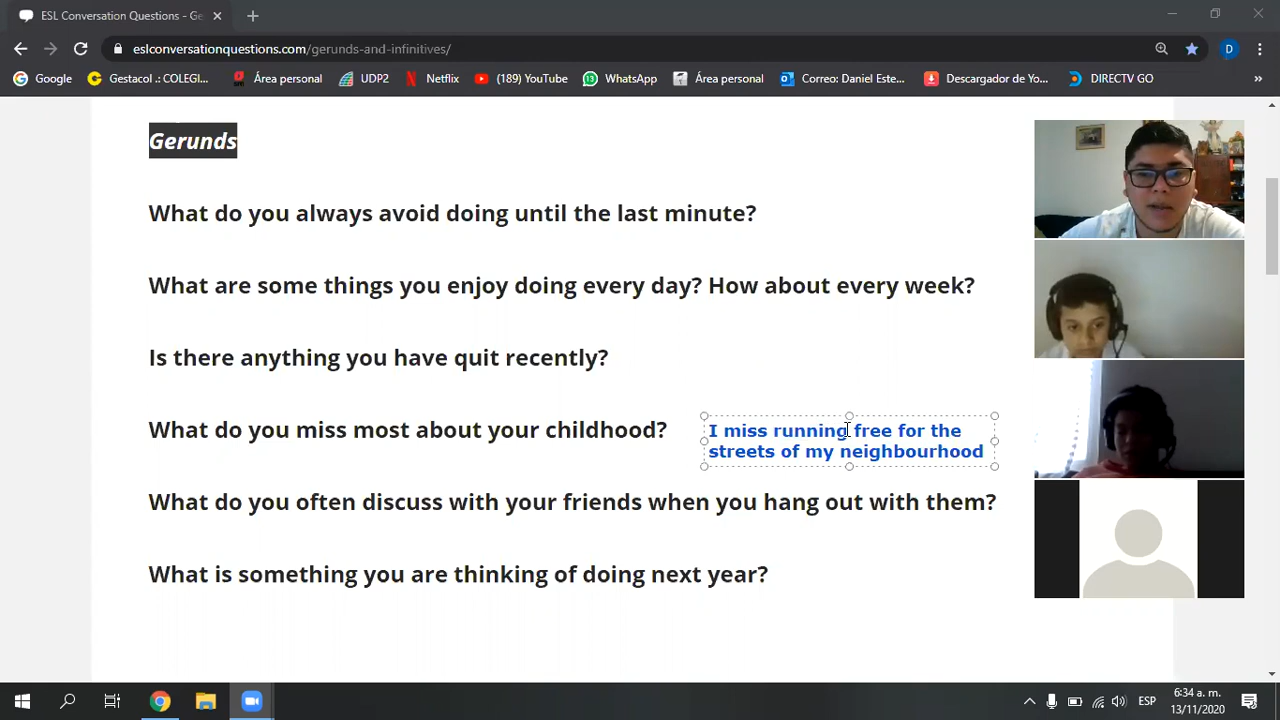 ESL Conversation Questions - Ge
eslconversationquestions.com/gerunds-and-infinitives/
D
Google
Gestacol .: COLEGI...
Área personal
UDP2
Netflix
(189) YouTube
13
WhatsApp
Área personal
Correo: Daniel Este...
Descargador de Yo...
DIRECTV GO
»
Gerunds
What do you always avoid doing until the last minute?
What are some things you enjoy doing every day? How about every week?
Is there anything you have quit recently?
What do you miss most about your childhood?
I miss running free for the
streets of my neighbourhood
What do you often discuss with your friends when you hang out with them?
What is something you are thinking of doing next year?
ESP
6:34 a. m.
13/11/2020